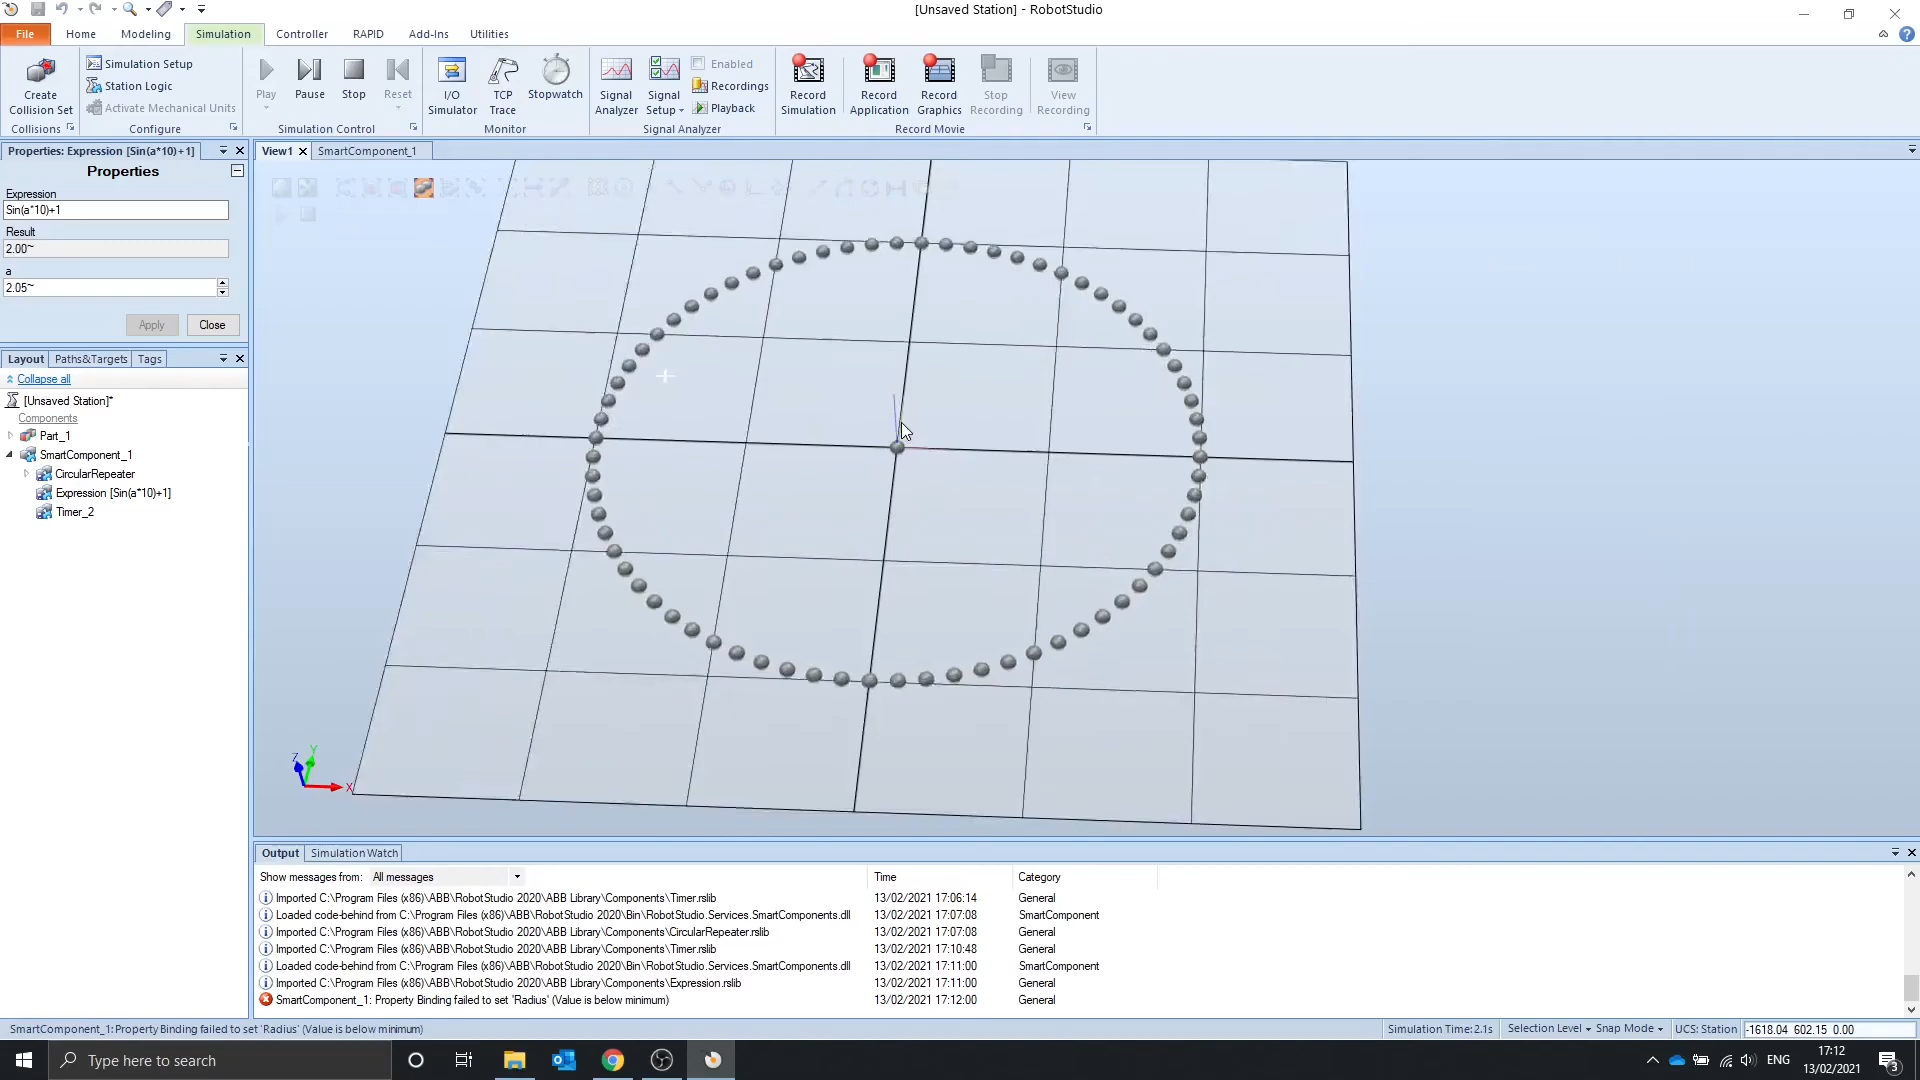 [Unsaved Station] - RobotStudio
File Home Modeling Simulation Controller RAPID Add-Ins Utilities
Create Collision Set
Collisions
Simulation Setup
Station Logic
Activate Mechanical Units
Configure
Play Pause Stop Reset
Simulation Control
I/O Simulator TCP Trace Stopwatch
Monitor
Signal Analyzer Signal Setup
Enabled
Recordings
Playback
Signal Analyzer
Record Simulation Record Application Record Graphics Stop Recording View Recording
Record Movie
Properties: Expression [Sin(a*10)+1]
Properties
Expression
Sin(a*10)+1
Result
2.00~
a
2.05~
Apply Close
Layout Paths&Targets Tags
Collapse all
[Unsaved Station]*
Components
Part_1
SmartComponent_1
CircularRepeater
Expression [Sin(a*10)+1]
Timer_2
View1 SmartComponent_1
Z Y
X
Output Simulation Watch
Show messages from: All messages Time Category
Imported C:\Program Files (x86)\ABB\RobotStudio 2020\ABB Library\Components\Timer.rslib 13/02/2021 17:06:14 General
Loaded code-behind from C:\Program Files (x86)\ABB\RobotStudio 2020\Bin\RobotStudio.Services.SmartComponents.dll 13/02/2021 17:07:08 SmartComponent
Imported C:\Program Files (x86)\ABB\RobotStudio 2020\ABB Library\Components\CircularRepeater.rslib 13/02/2021 17:07:08 General
Imported C:\Program Files (x86)\ABB\RobotStudio 2020\ABB Library\Components\Timer.rslib 13/02/2021 17:10:48 General
Loaded code-behind from C:\Program Files (x86)\ABB\RobotStudio 2020\Bin\RobotStudio.Services.SmartComponents.dll 13/02/2021 17:11:00 SmartComponent
Imported C:\Program Files (x86)\ABB\RobotStudio 2020\ABB Library\Components\Expression.rslib 13/02/2021 17:11:00 General
SmartComponent_1: Property Binding failed to set 'Radius' (Value is below minimum) 13/02/2021 17:12:00 General
SmartComponent_1: Property Binding failed to set 'Radius' (Value is below minimum) Simulation Time: 2.1s Selection Level Snap Mode UCS: Station -1618.04 602.15 0.00
Type here to search
ENG
17:12
13/02/2021
3